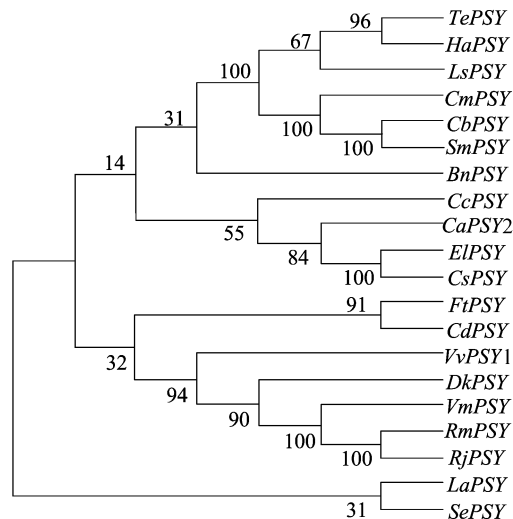 96 TePSY
HaPSY
67
LsPSY
100
CmPSY
CbPSY
100
100 SmPSY
31
BnPSY
14
CcPSY
55
CaPSY2
84
ElPSY
100 CsPSY
91 FtPSY
CdPSY
32
VvPSY1
94
DkPSY
90
VmPSY
100
RmPSY
100 RjPSY
LaPSY
31 SePSY